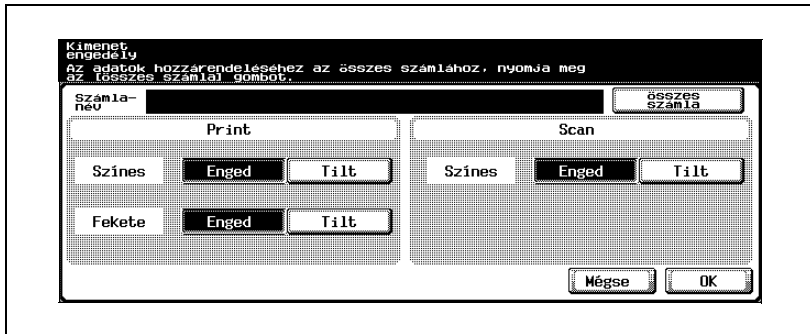 Kimenet
engedély
Az adatok hozzárendeléséhez az összes számlához, nyomja meg
az [összes számla] gombot.
Számla-
név
összes
számla
Print
Scan
Színes Enged Tilt
Színes Enged Tilt
Fekete Enged Tilt
Mégse OK